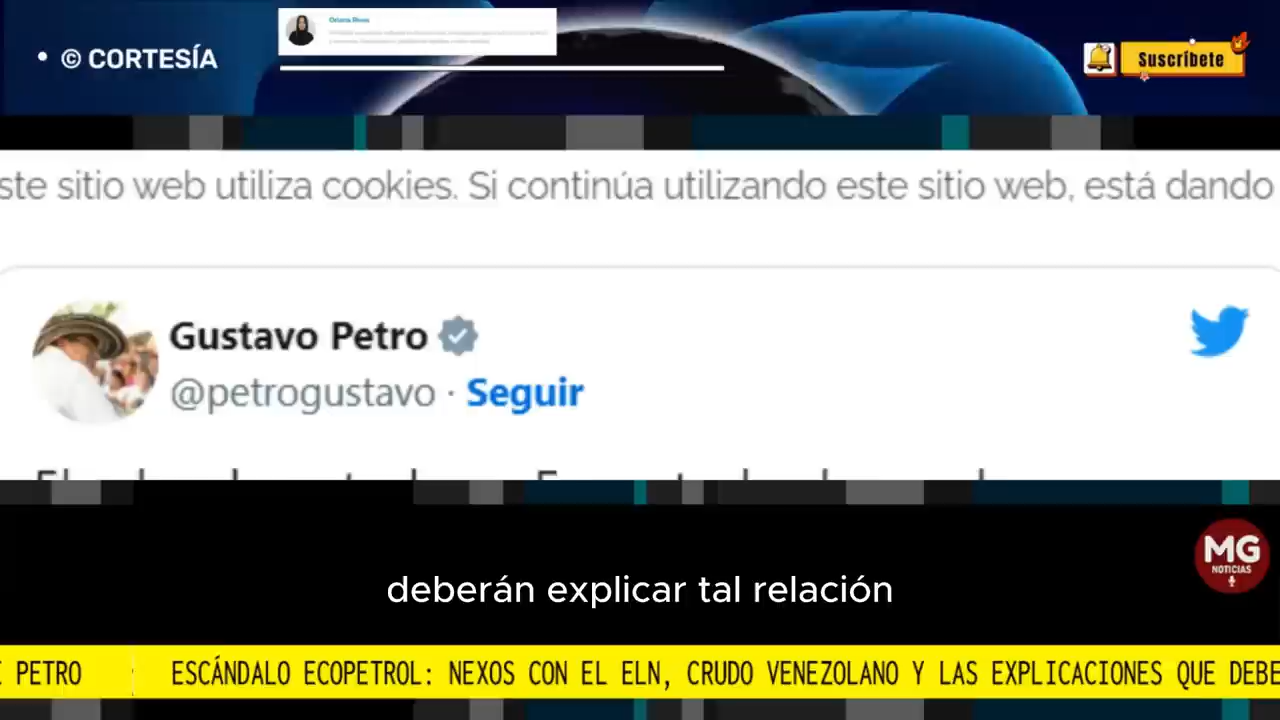 • © CORTESÍA
Suscríbete
ste sitio web utiliza cookies. Si continúa utilizando este sitio web, está dando
Gustavo Petro
@petrogustavo · Seguir
MG
NOTICIAS
deberán explicar tal relación
E PETRO
ESCÁNDALO ECOPETROL: NEXOS CON EL ELN, CRUDO VENEZOLANO Y LAS EXPLICACIONES QUE DEBE